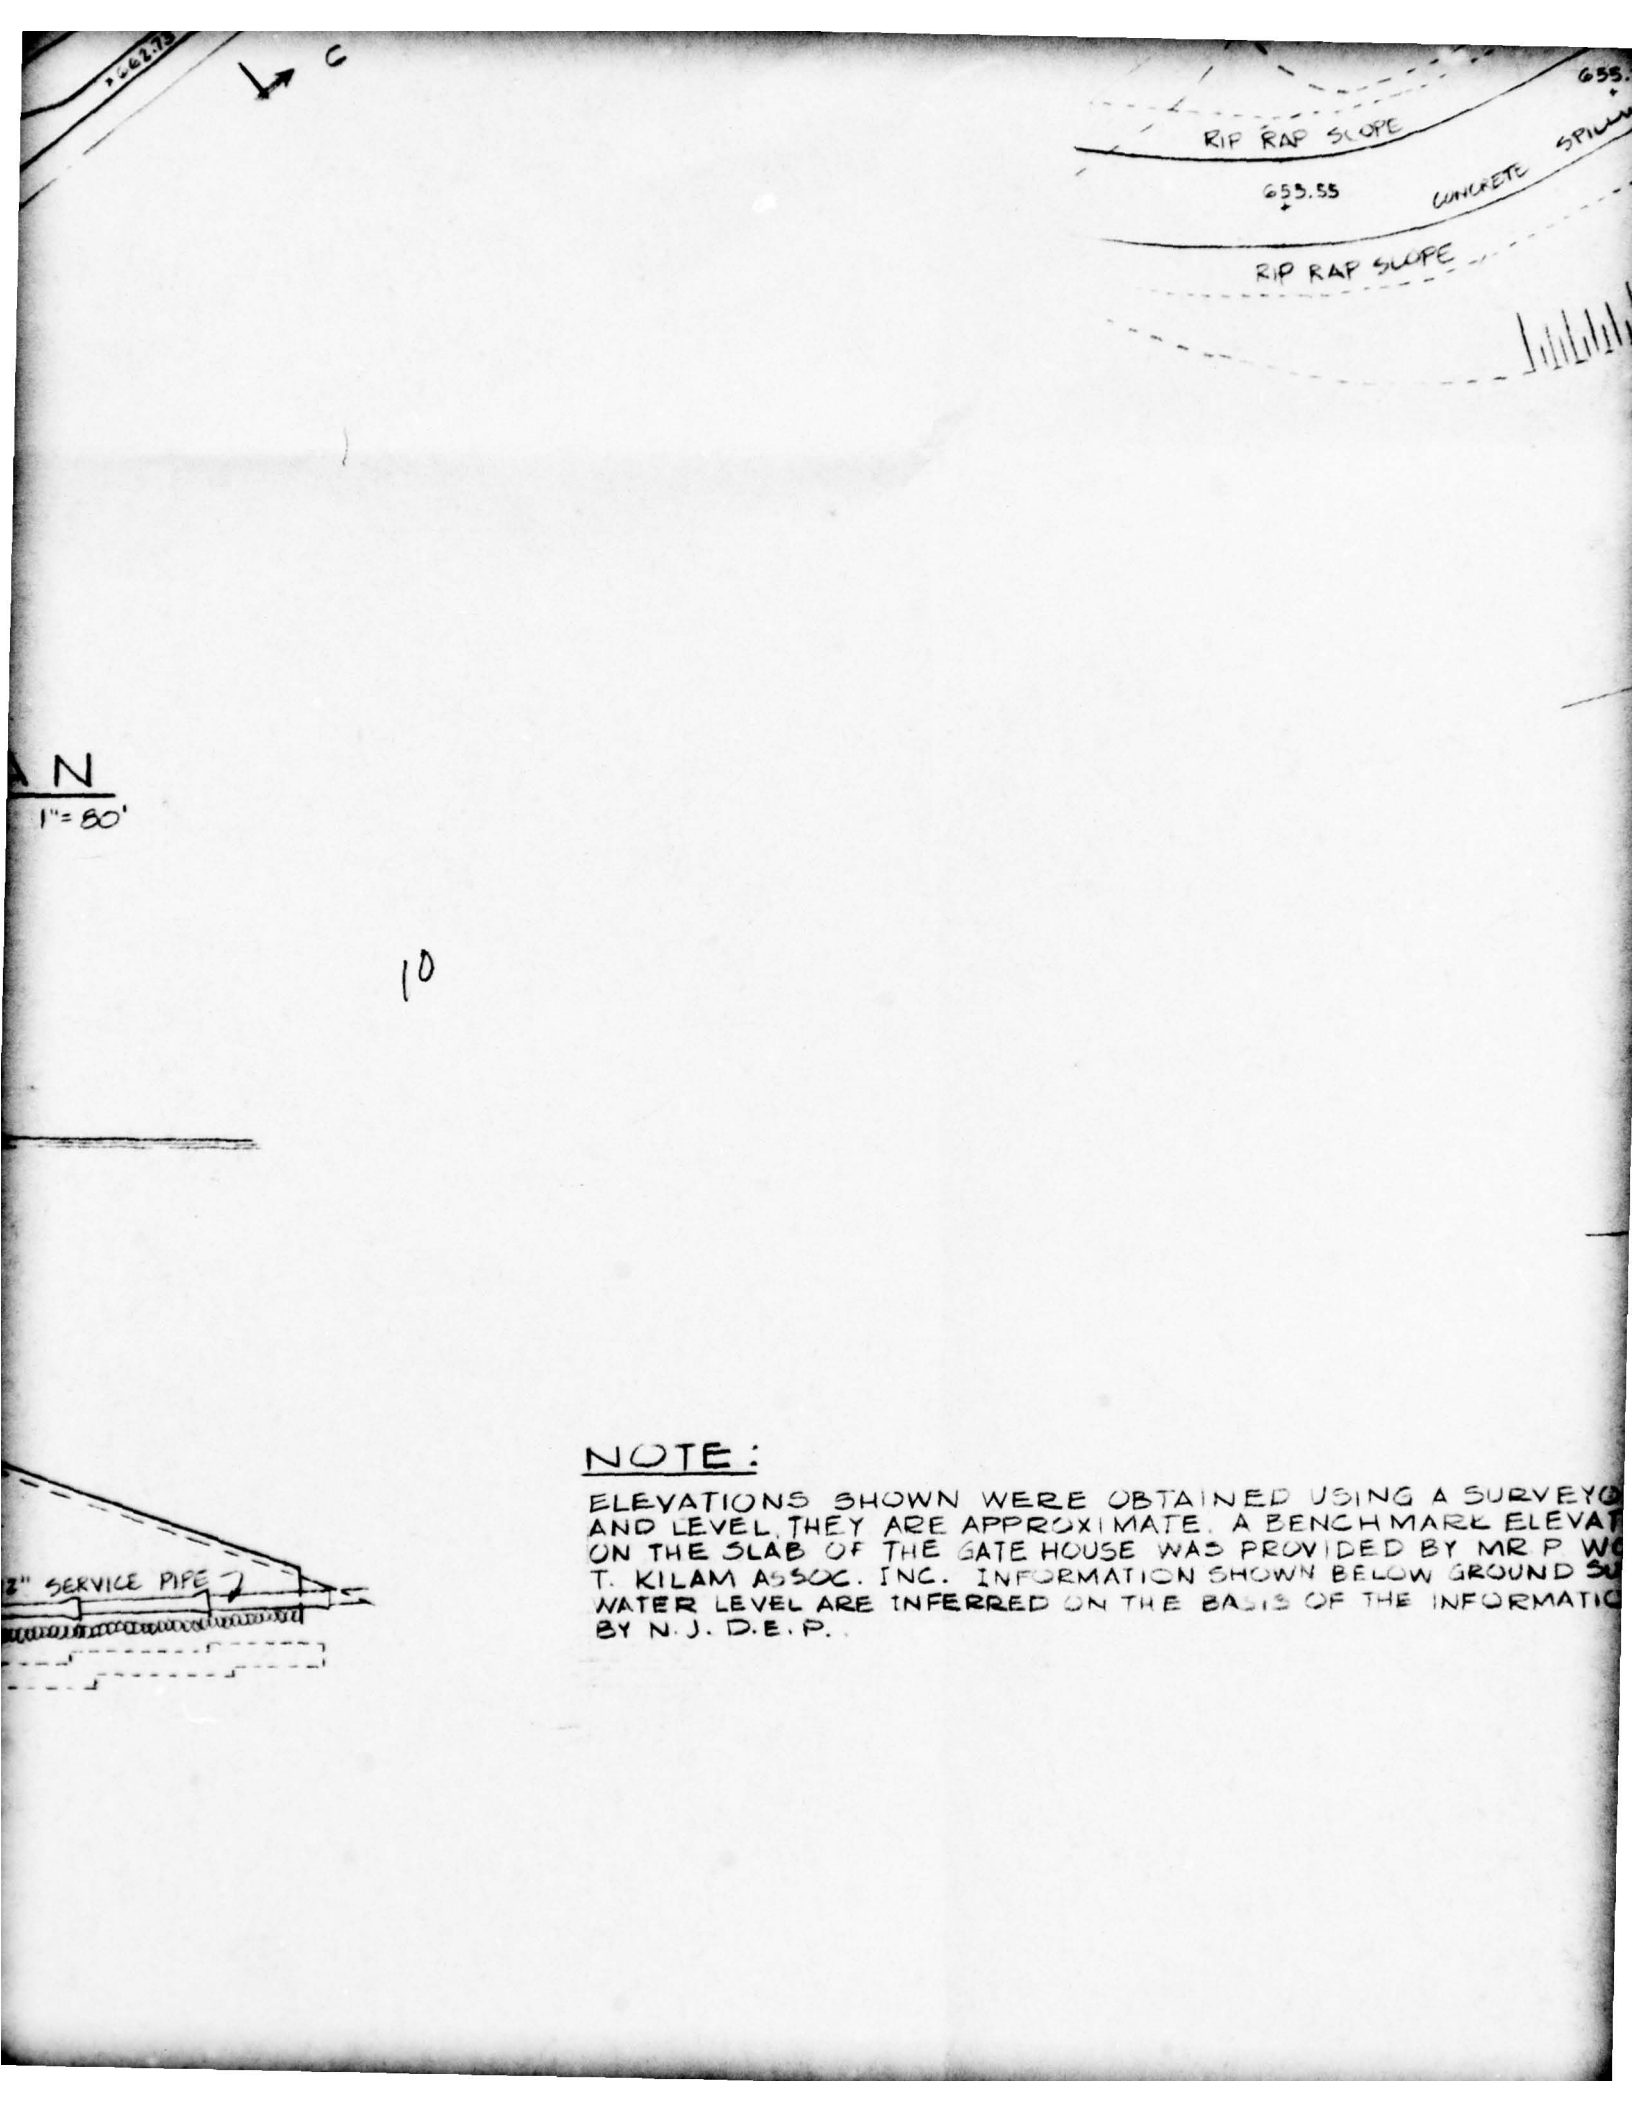 ×662.73
C
655.
RIP RAP SLOPE
CONCRETE
653.55
RIP RAP SLOPE
AN
1"=80'
10
NOTE:
ELEVATIONS SHOWN WERE OBTAINED USING A SURVEYO
AND LEVEL, THEY ARE APPROXIMATE. A BENCHMARK ELEVAT
ON THE SLAB OF THE GATE HOUSE WAS PROVIDED BY MR. P. WO
T. KILAM ASSOC. INC. INFORMATION SHOWN BELOW GROUND SU
WATER LEVEL ARE INFERRED ON THE BASIS OF THE INFORMATIO
BY N.J. D.E.P.
2" SERVICE PIPE